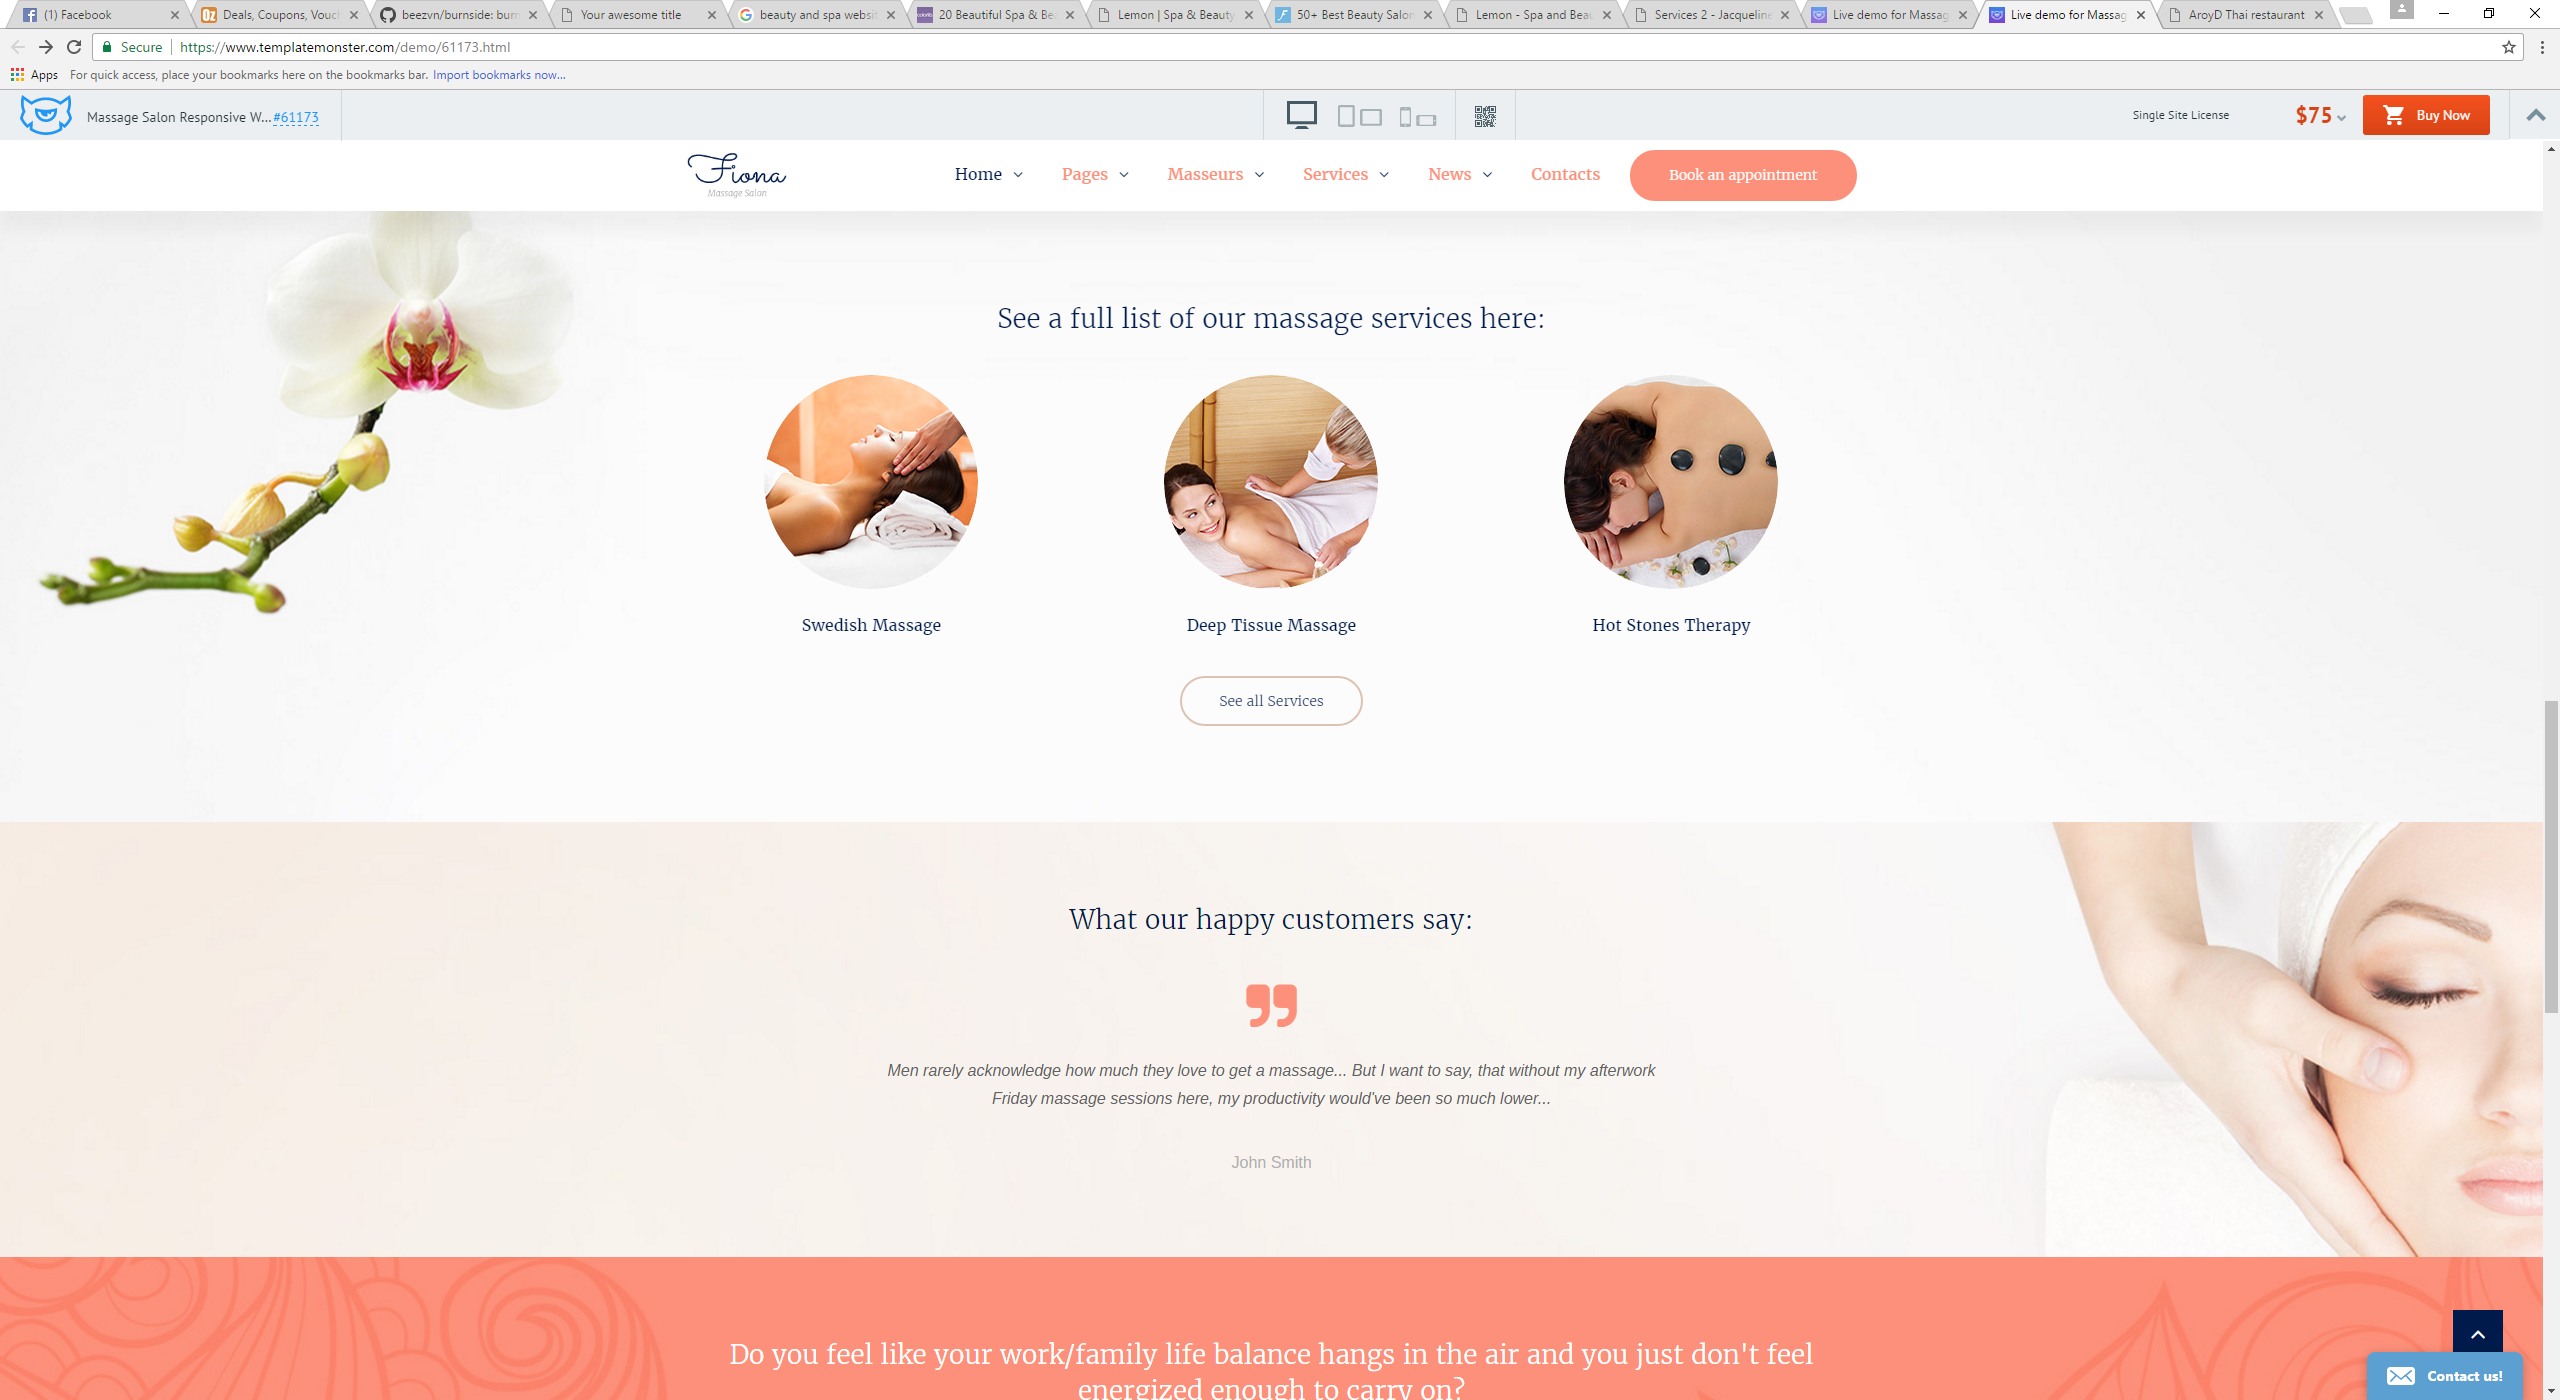 (1) Facebook
Deals, Coupons, Vouch
beezvn/burnside: burn
Your awesome title
beauty and spa websit
20 Beautiful Spa & Be
Lemon | Spa & Beauty
50+ Best Beauty Salon
Lemon - Spa and Beau
Services 2 - Jacqueline
Live demo for Massag
Live demo for Massag
AroyD Thai restaurant
Secure
https://www.templatemonster.com/demo/61173.html
Apps For quick access, place your bookmarks here on the bookmarks bar. Import bookmarks now...
Massage Salon Responsive W... #61173
Single Site License
$75
Buy Now
Fiona
Massage Salon
Home Pages Masseurs Services News Contacts
Book an appointment
See a full list of our massage services here:
Swedish Massage
Deep Tissue Massage
Hot Stones Therapy
See all Services
What our happy customers say:
Men rarely acknowledge how much they love to get a massage... But I want to say, that without my afterwork
Friday massage sessions here, my productivity would've been so much lower...
John Smith
Do you feel like your work/family life balance hangs in the air and you just don't feel
energized enough to carry on?
Contact us!